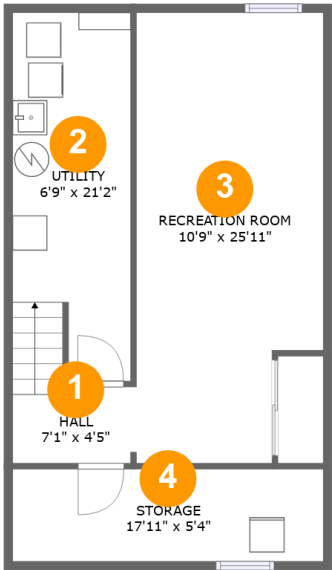 2
UTILITY
6'9" x 21'2"
3
RECREATION ROOM
10'9" x 25'11"
1
HALL
7'1" x 4'5"
4
STORAGE
17'11" x 5'4"